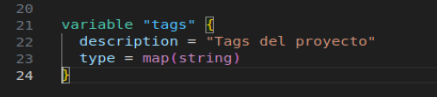 20
21 variable "tags" {
22   description = "Tags del proyecto"
23   type = map(string)
24 }